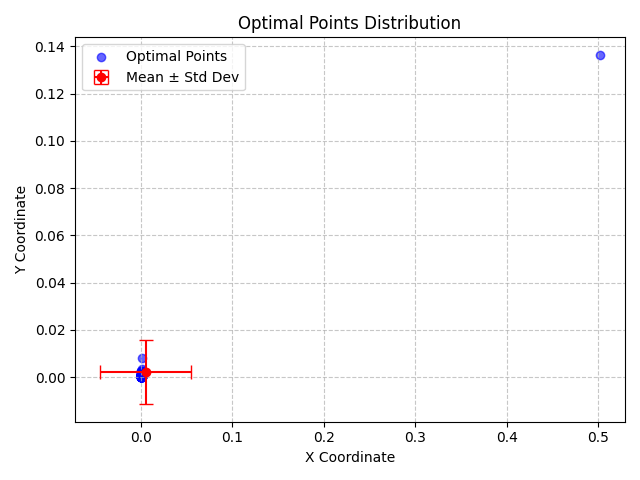 Optimal Points Distribution
Optimal Points
Mean ± Std Dev
0.14
0.12
0.10
0.08
0.06
0.04
0.02
0.00
Y Coordinate
0.0 0.1 0.2 0.3 0.4 0.5
X Coordinate